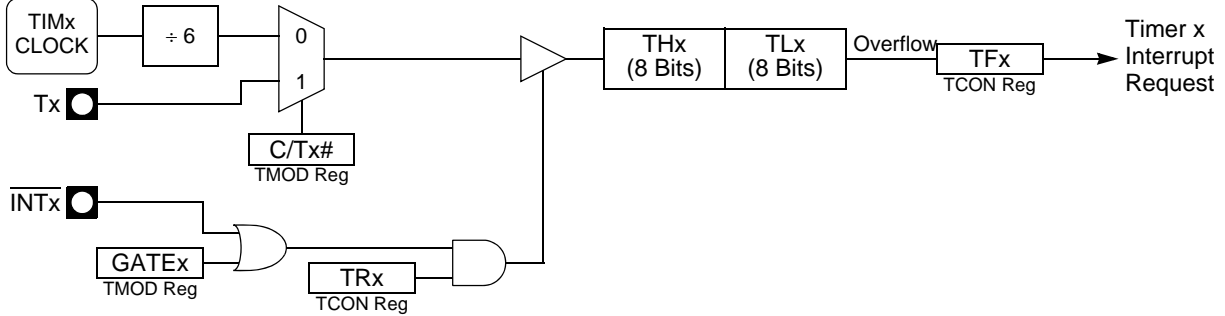 TIMx
CLOCK
÷ 6
0
1
Tx
C/Tx#
TMOD Reg
THx
(8 Bits)
TLx
(8 Bits)
Overflow
TFx
TCON Reg
Timer x
Interrupt
Request
INTx
GATEx
TMOD Reg
TRx
TCON Reg